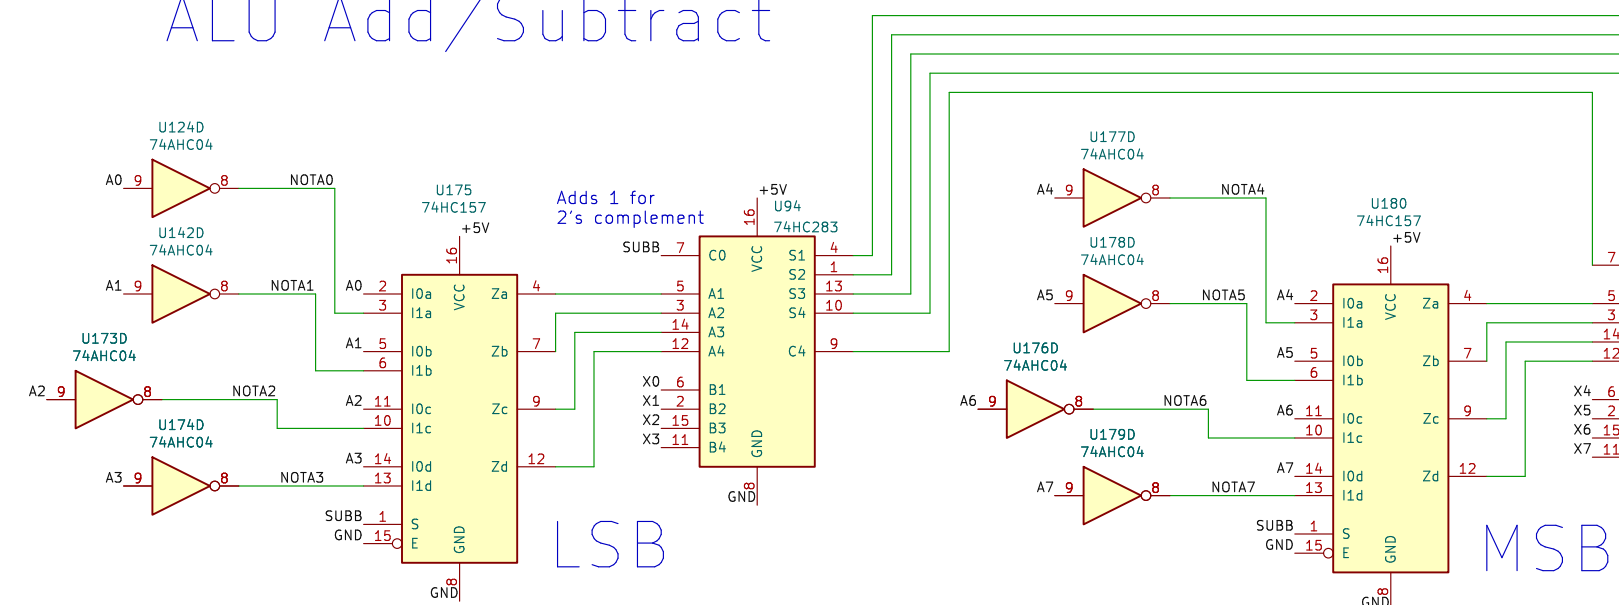 ALU Add/Subtract
U124D
74AHC04
A0 9 8 NOTA0
U142D
74AHC04
A1 9 8 NOTA1
U173D
74AHC04
A2 9 8 NOTA2
U174D
74AHC04
A3 9 8 NOTA3
U175
74HC157
+5V
16
VCC
A0 2 I0a Za 4
3 I1a
A1 5 I0b Zb 7
6 I1b
A2 11 I0c Zc 9
10 I1c
A3 14 I0d Zd 12
13 I1d
SUBB 1 S
GND 15 E
GND
8
GND
Adds 1 for
2's complement
+5V
U94
74HC283
16
VCC
SUBB 7 C0 S1 4
S2 1
5 A1 S3 13
3 A2 S4 10
14 A3
12 A4 C4 9
X0 6 B1
X1 2 B2
X2 15 B3
X3 11 B4
GND
8
GND
LSB
U177D
74AHC04
A4 9 8 NOTA4
U178D
74AHC04
A5 9 8 NOTA5
U176D
74AHC04
A6 9 8 NOTA6
U179D
74AHC04
A7 9 8 NOTA7
U180
74HC157
+5V
16
VCC
A4 2 I0a Za 4
3 I1a
A5 5 I0b Zb 7
6 I1b
A6 11 I0c Zc 9
10 I1c
A7 14 I0d Zd 12
13 I1d
SUBB 1 S
GND 15 E
GND
8
GND
7
5
3
14
12
X4 6
X5 2
X6 15
X7 11
MSB